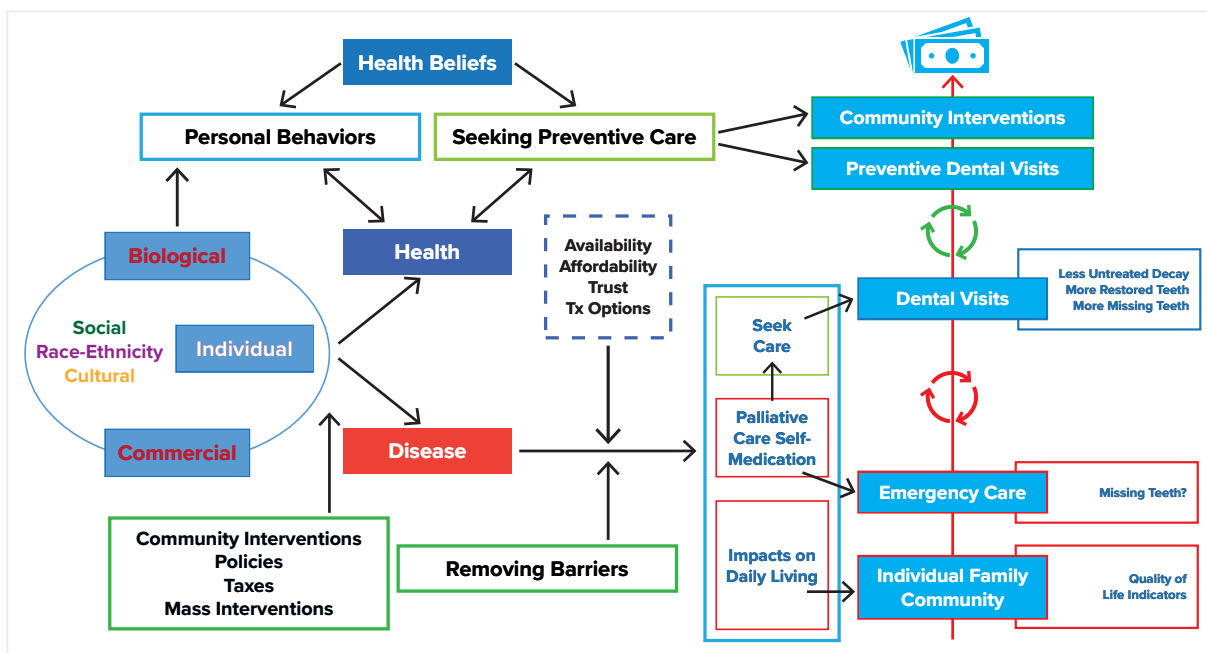 Health Beliefs
Personal Behaviors
Seeking Preventive Care
Community Interventions
Preventive Dental Visits
Biological
Health
Availability
Affordability
Trust
Tx Options
Dental Visits
Less Untreated Decay
More Restored Teeth
More Missing Teeth
Social
Race-Ethnicity
Cultural
Individual
Seek
Care
Commercial
Disease
Palliative
Care Self-
Medication
Emergency Care
Missing Teeth?
Community Interventions
Policies
Taxes
Mass Interventions
Removing Barriers
Impacts on
Daily Living
Individual Family
Community
Quality of
Life Indicators